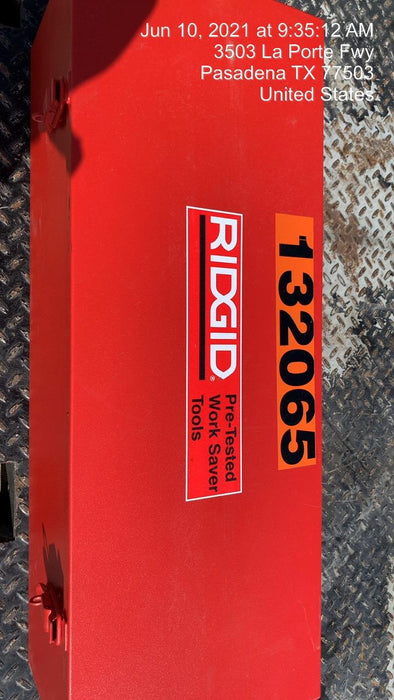 Jun 10, 2021 at 9:35:12 AM
3503 La Porte Fwy
Pasadena TX 77503
United States
132065
RIDGID®
Pre-Tested
Work Saver
Tools